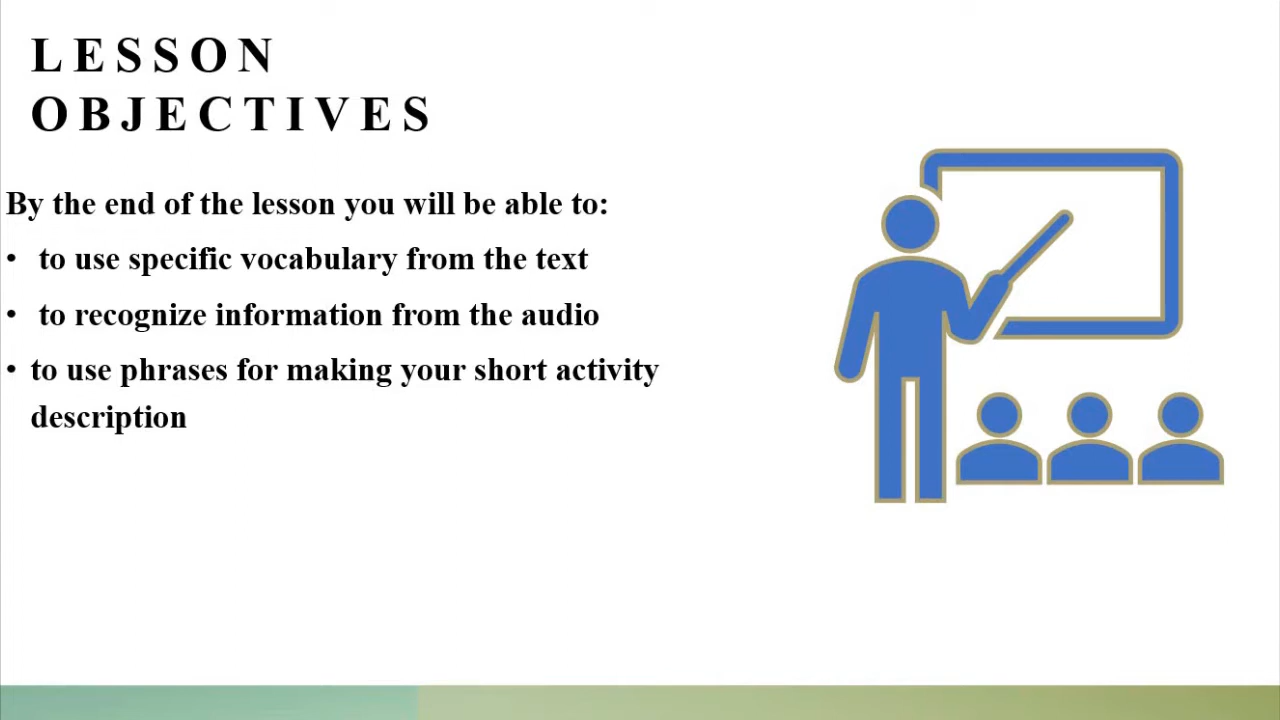 LESSON
OBJECTIVES
By the end of the lesson you will be able to:
• to use specific vocabulary from the text
• to recognize information from the audio
• to use phrases for making your short activity
description